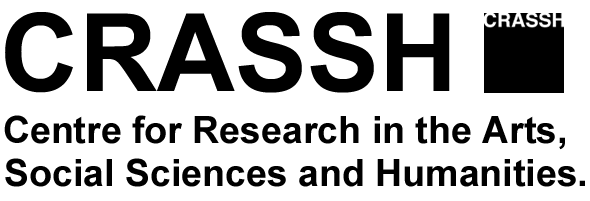 CRASSH
CRASSH
Centre for Research in the Arts,
Social Sciences and Humanities.